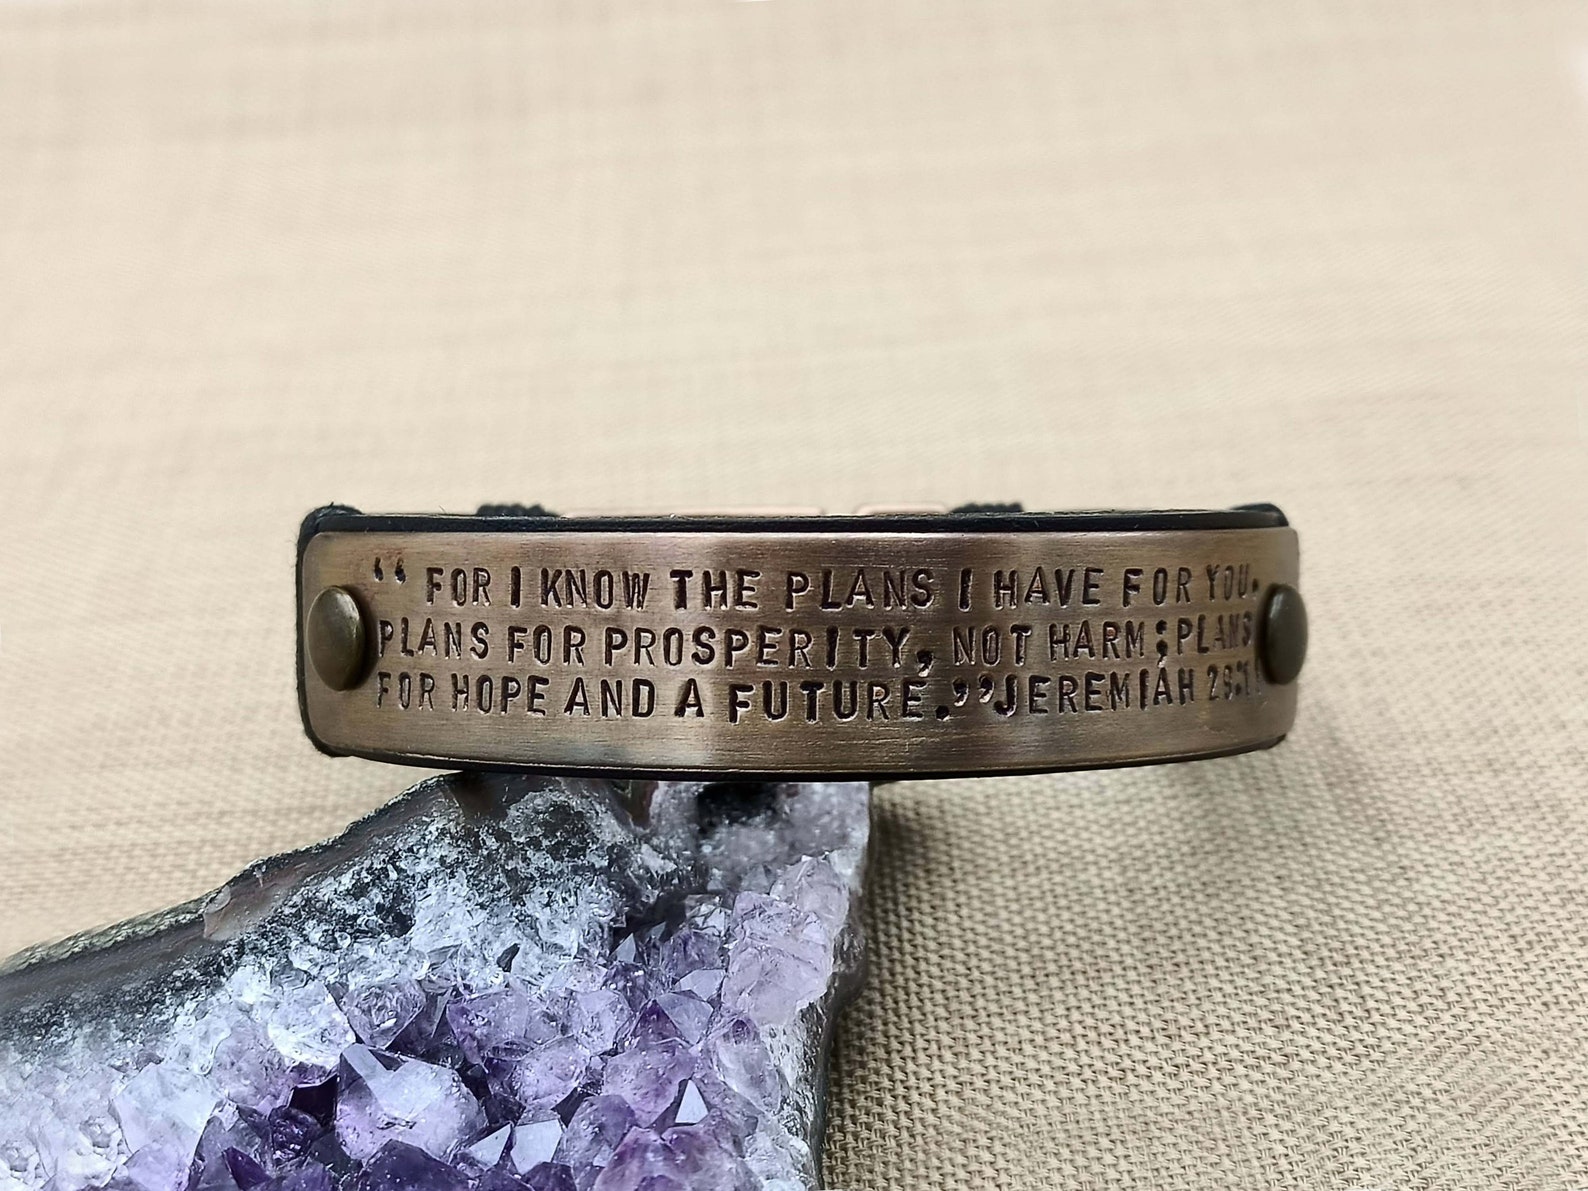 “ FOR I KNOW THE PLANS I HAVE FOR YOU.
PLANS FOR PROSPERITY, NOT HARM;PLANS
FOR HOPE AND A FUTURE.”JEREMIAH 29:11